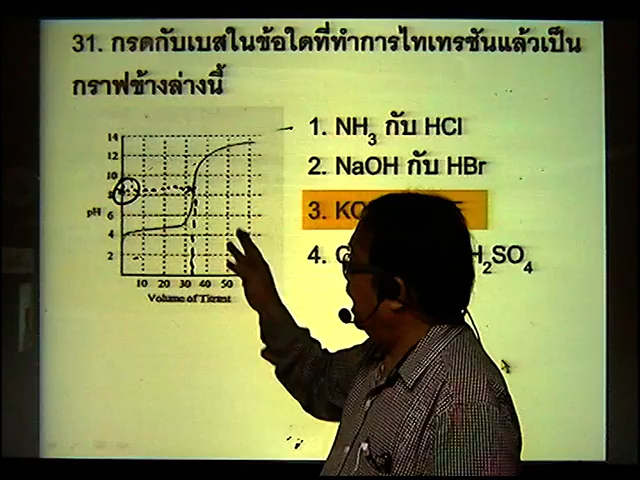 31. กรดกับเบสในข้อใดที่ทำการไทเทรชันแล้วเป็น
กราฟข้างล่างนี้
1. NH3 กับ HCl
2. NaOH กับ HBr
3.
4. H2SO4
14
12
10
8
6
4
2
pH
10 20 30 40 50
Volume of Titrant